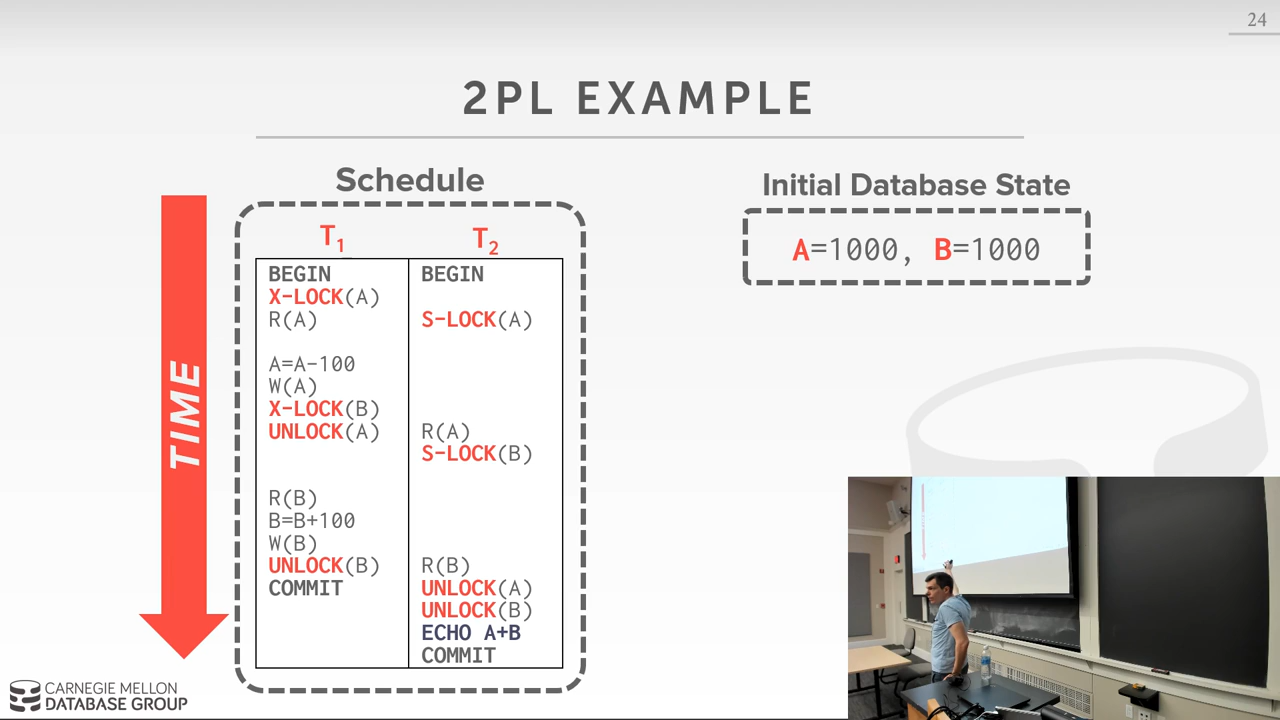 24
2PL EXAMPLE
Schedule
Initial Database State
A=1000, B=1000
TIME
T1
T2
BEGIN
BEGIN
X-LOCK(A)
R(A)
S-LOCK(A)
A=A-100
W(A)
X-LOCK(B)
UNLOCK(A)
R(A)
S-LOCK(B)
R(B)
B=B+100
W(B)
UNLOCK(B)
R(B)
COMMIT
UNLOCK(A)
UNLOCK(B)
ECHO A+B
COMMIT
CARNEGIE MELLON
DATABASE GROUP